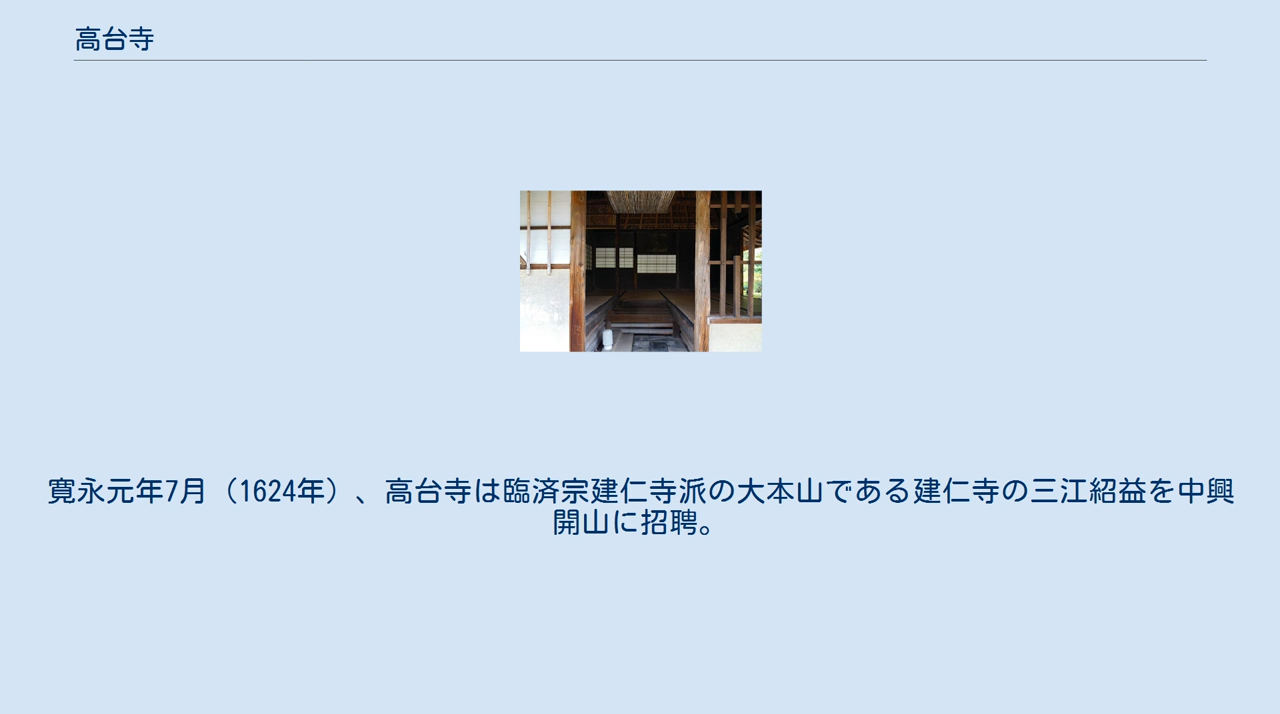 高台寺
寛永元年7月（1624年）、高台寺は臨済宗建仁寺派の大本山である建仁寺の三江紹益を中興
開山に招聘。